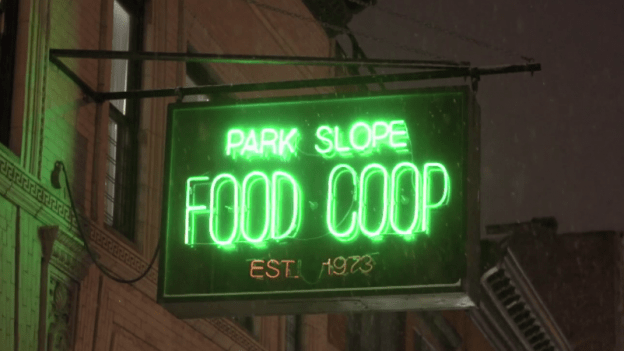 PARK SLOPE
FOOD COOP
EST. 1973